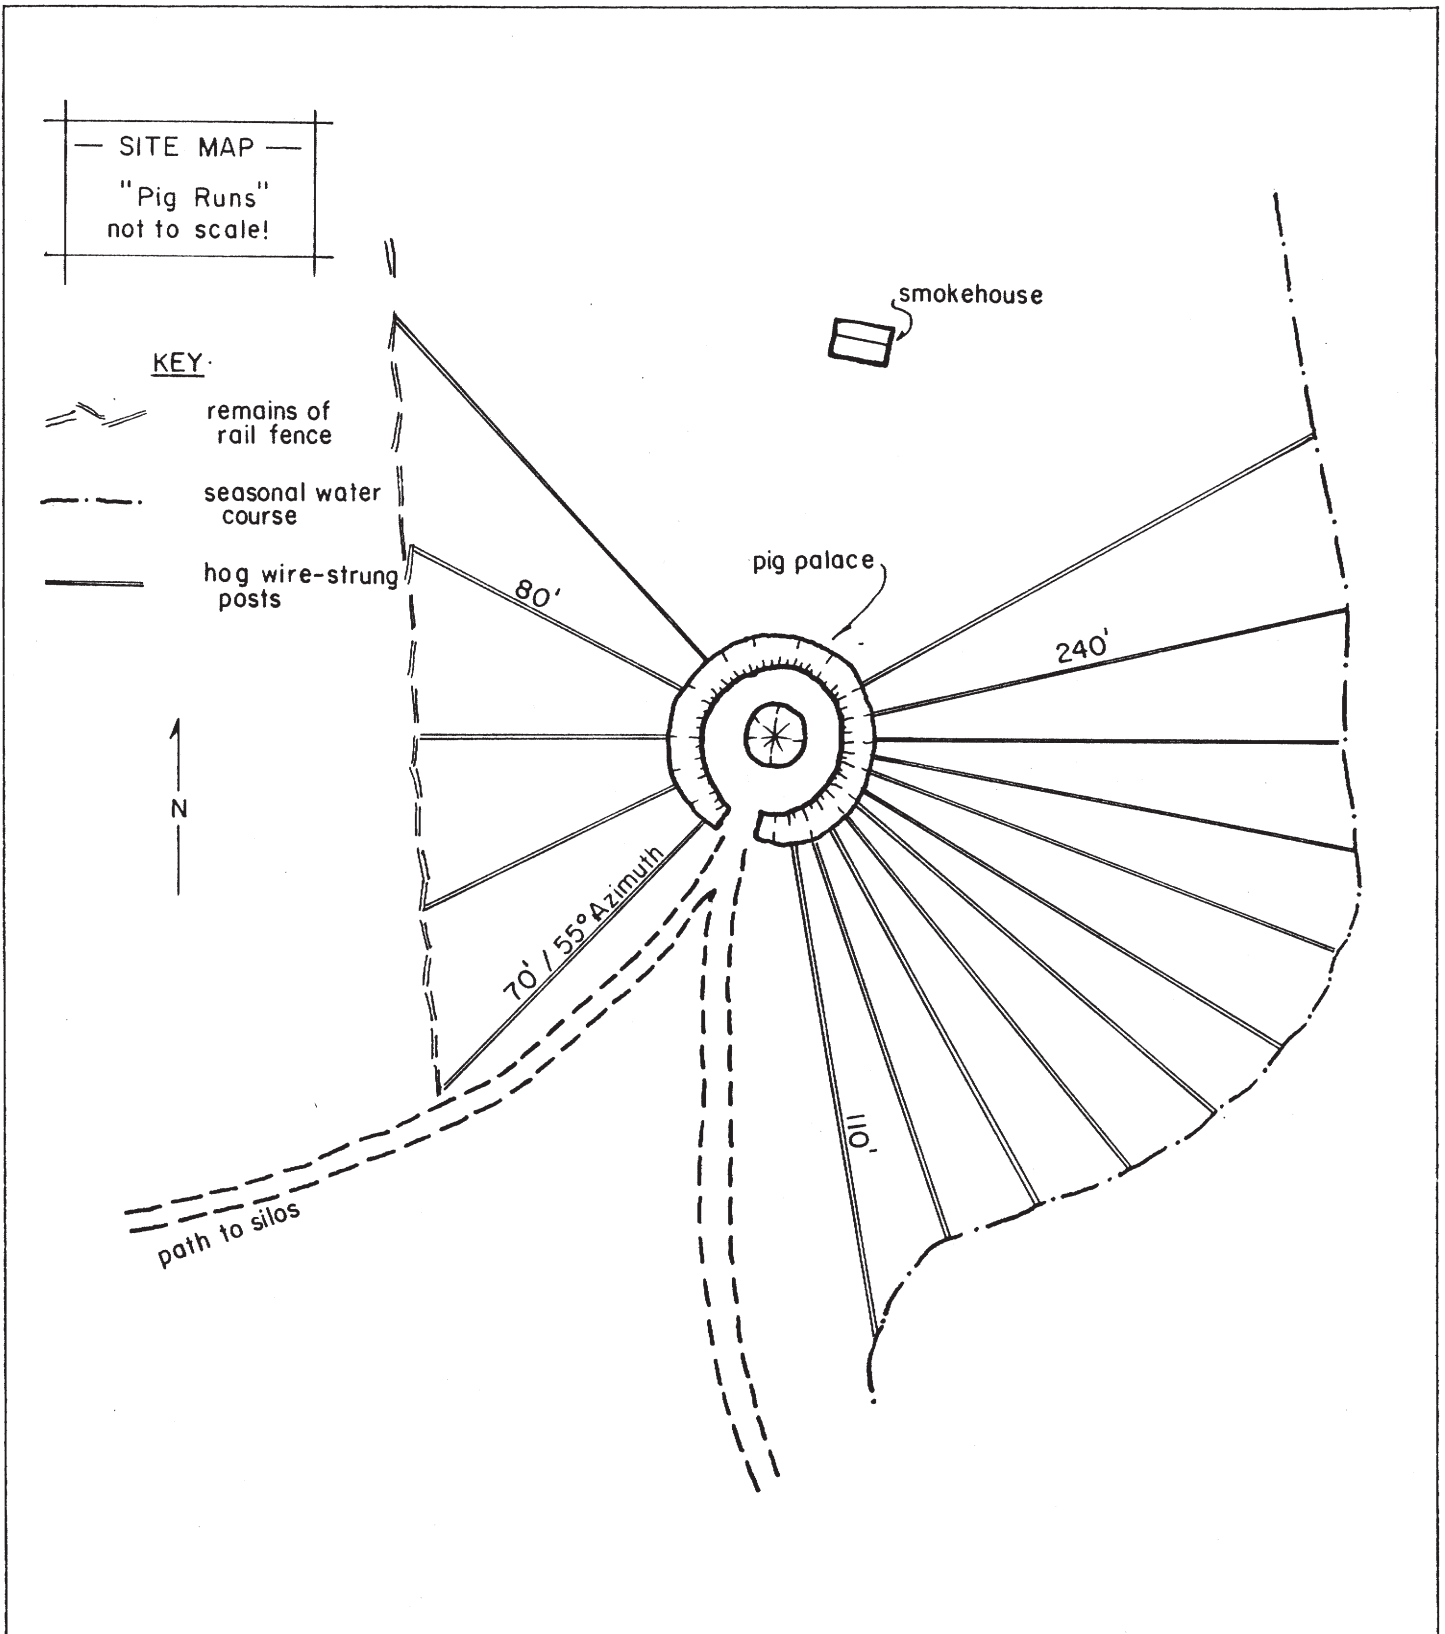 — SITE MAP —
"Pig Runs"
not to scale!
smokehouse
KEY
remains of
rail fence
seasonal water
course
hog wire-strung
posts
pig palace
80'
240'
N
70' / 55° Azimuth
110'
path to silos